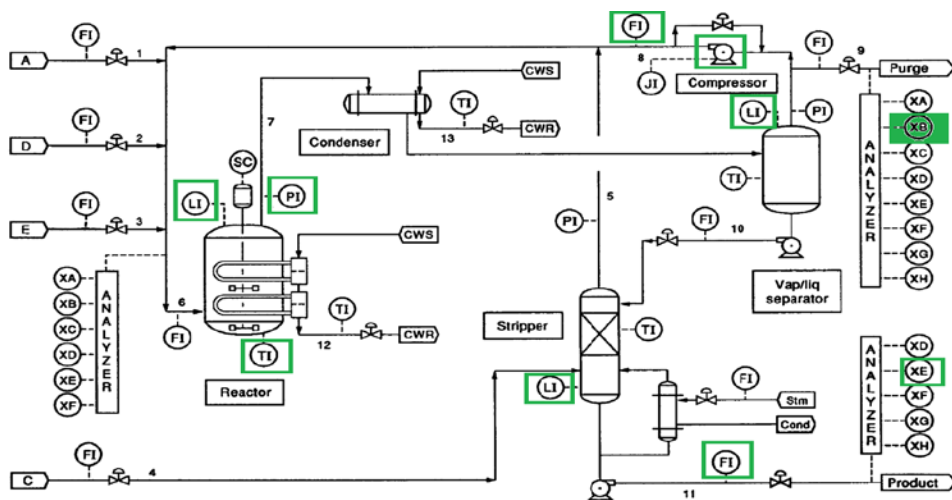 FI
FI
FI
9
A
1
8
Purge
CWS
JI
Compressor
XA
FI
7
TI
LI
PI
XB
D
2
CWR
13
Condenser
XC
SC
ANALYZER
XD
TI
FI
LI
PI
5
XE
E
3
PI
FI
XF
CWS
10
XG
XA
ANALYZER
XH
XB
6
Vap/liq
separator
XC
FI
TI
Stripper
TI
XD
12
CWR
XD
XE
TI
LI
FI
ANALYZER
XE
XF
Reactor
Stm
XF
Cond
XG
FI
FI
XH
C
4
11
Product